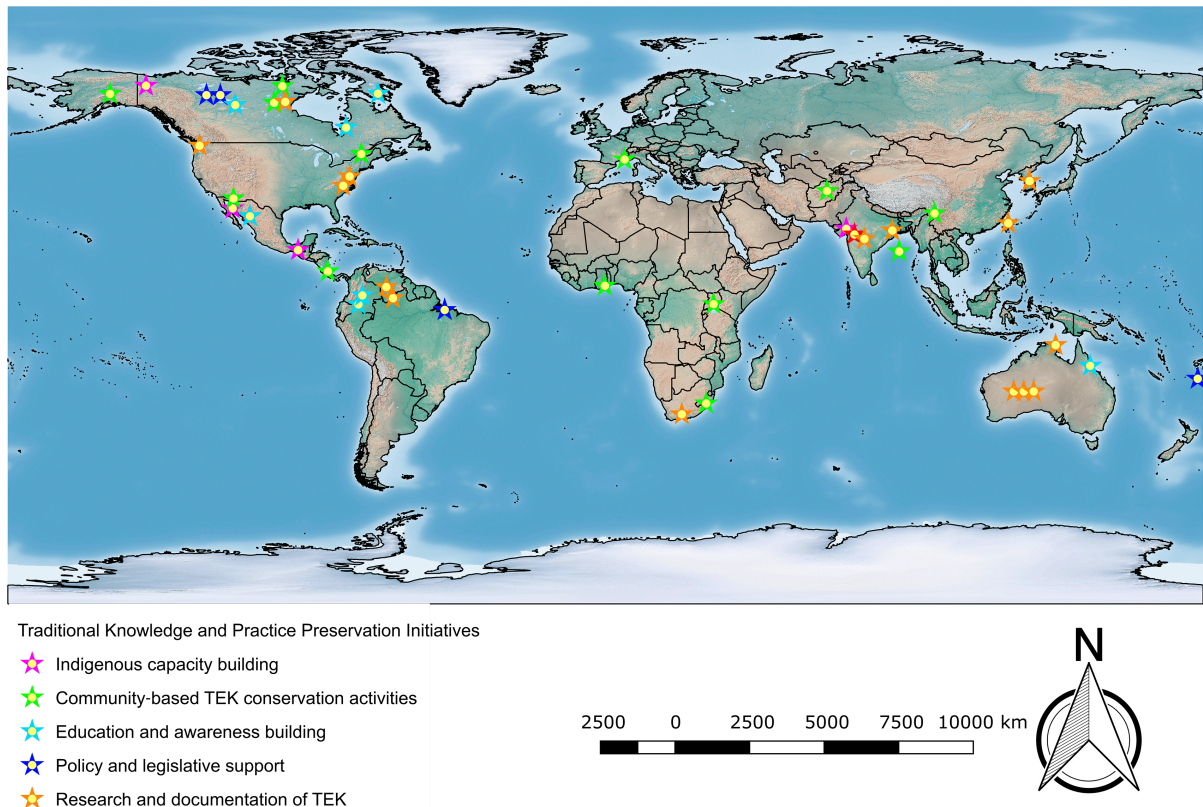 Traditional Knowledge and Practice Preservation Initiatives
Indigenous capacity building
Community-based TEK conservation activities
Education and awareness building
Policy and legislative support
Research and documentation of TEK
2500 0 2500 5000 7500 10000 km
N